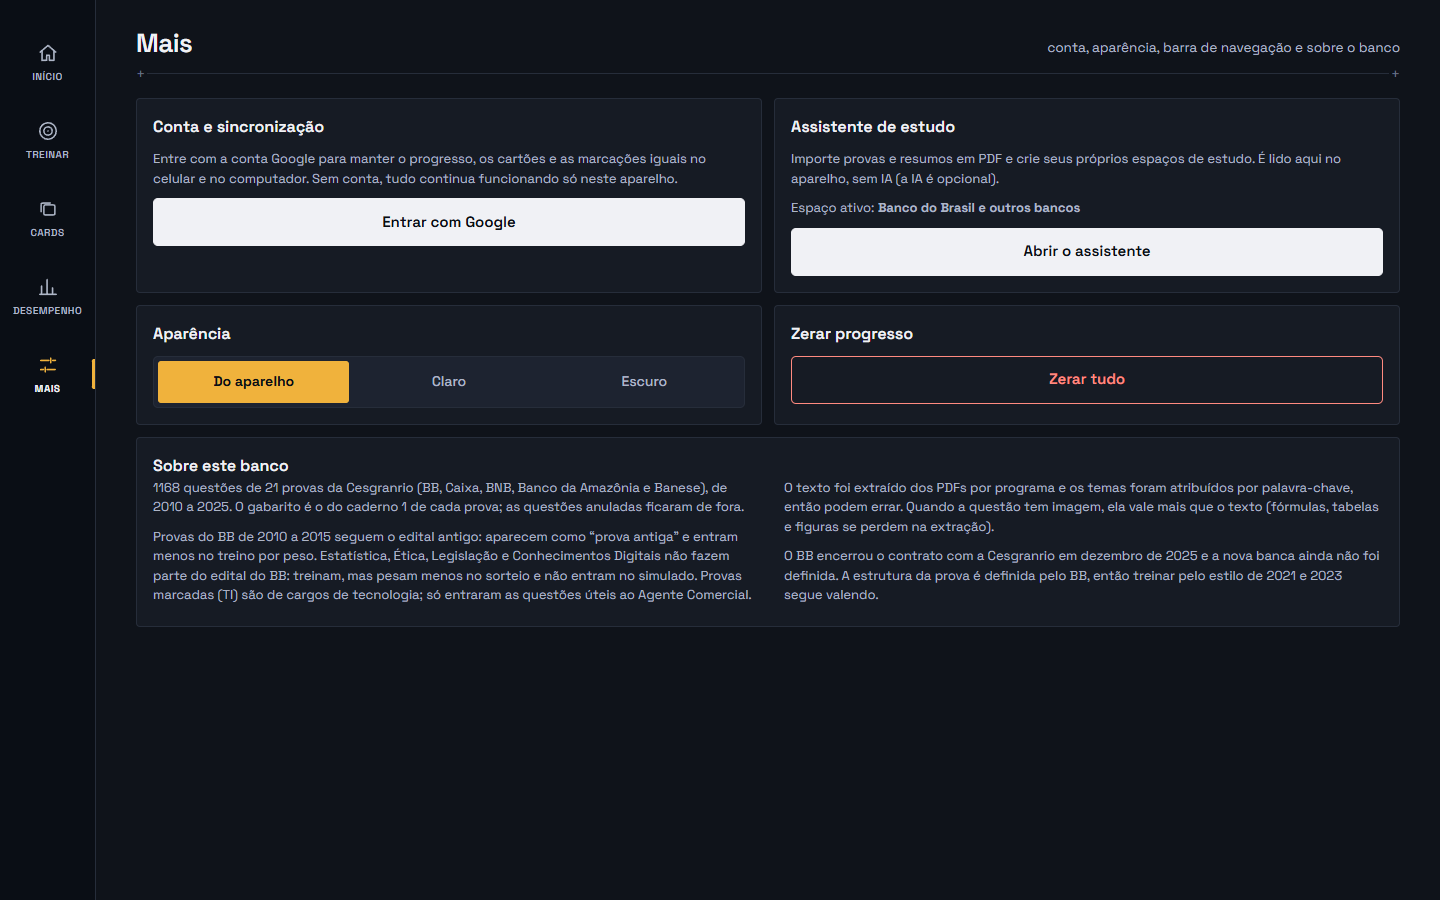 INÍCIO
TREINAR
CARDS
DESEMPENHO
MAIS
Mais
conta, aparência, barra de navegação e sobre o banco
Conta e sincronização
Entre com a conta Google para manter o progresso, os cartões e as marcações iguais no
celular e no computador. Sem conta, tudo continua funcionando só neste aparelho.
Entrar com Google
Assistente de estudo
Importe provas e resumos em PDF e crie seus próprios espaços de estudo. É lido aqui no
aparelho, sem IA (a IA é opcional).
Espaço ativo: Banco do Brasil e outros bancos
Abrir o assistente
Aparência
Do aparelho
Claro
Escuro
Zerar progresso
Zerar tudo
Sobre este banco
1168 questões de 21 provas da Cesgranrio (BB, Caixa, BNB, Banco da Amazônia e Banese), de
2010 a 2025. O gabarito é o do caderno 1 de cada prova; as questões anuladas ficaram de fora.
Provas do BB de 2010 a 2015 seguem o edital antigo: aparecem como “prova antiga” e entram
menos no treino por peso. Estatística, Ética, Legislação e Conhecimentos Digitais não fazem
parte do edital do BB: treinam, mas pesam menos no sorteio e não entram no simulado. Provas
marcadas (TI) são de cargos de tecnologia; só entraram as questões úteis ao Agente Comercial.
O texto foi extraído dos PDFs por programa e os temas foram atribuídos por palavra-chave,
então podem errar. Quando a questão tem imagem, ela vale mais que o texto (fórmulas, tabelas
e figuras se perdem na extração).
O BB encerrou o contrato com a Cesgranrio em dezembro de 2025 e a nova banca ainda não foi
definida. A estrutura da prova é definida pelo BB, então treinar pelo estilo de 2021 e 2023
segue valendo.